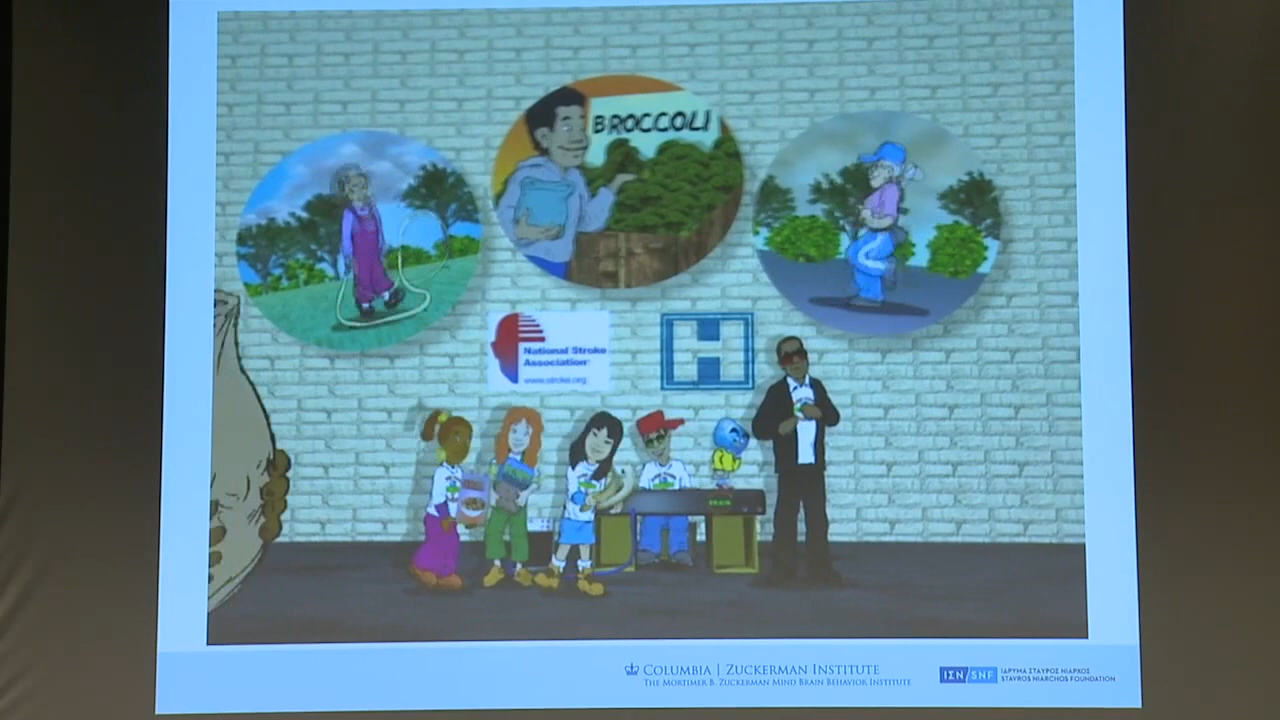 BROCCOLI
National Stroke
Association
www.stroke.org
H
COLUMBIA | ZUCKERMAN INSTITUTE
THE MORTIMER B. ZUCKERMAN MIND BRAIN BEHAVIOR INSTITUTE
ΙΣΝ/SNF
ΙΔΡΥΜΑ ΣΤΑΥΡΟΣ ΝΙΑΡΧΟΣ
STAVROS NIARCHOS FOUNDATION